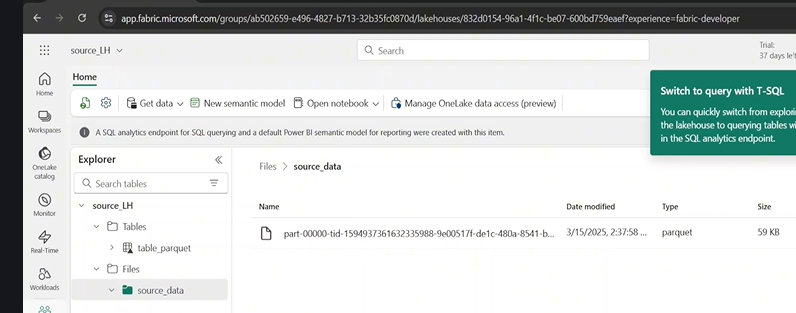 app.fabric.microsoft.com/groups/ab502659-e496-4827-b713-32b35fc0870d/lakehouses/832d0154-96a1-4f1c-be07-600bd759eaef?experience=fabric-developer
source_LH
Search
Trial:
37 days left
Home
Get data
New semantic model
Open notebook
Manage OneLake data access (preview)
Switch to query with T-SQL
You can quickly switch from explori
the lakehouse to querying tables wi
in the SQL analytics endpoint.
A SQL analytics endpoint for SQL querying and a default Power BI semantic model for reporting were created with this item.
Home
Workspaces
OneLake
catalog
Monitor
Real-Time
Workloads
Explorer
Search tables
source_LH
Tables
table_parquet
Files
source_data
Files > source_data
Name Date modified Type Size
part-00000-tid-1594937361632335988-9e00517f-de1c-480a-8541-b... 3/15/2025, 2:37:58 ... parquet 59 KB